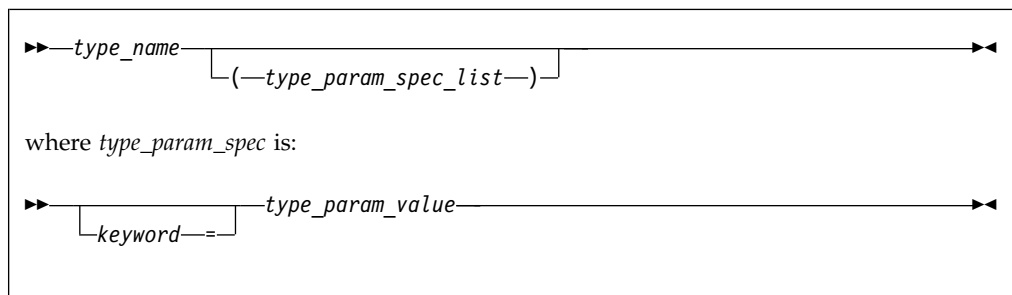 type_name
( type_param_spec_list )
where type_param_spec is:
type_param_value
keyword =